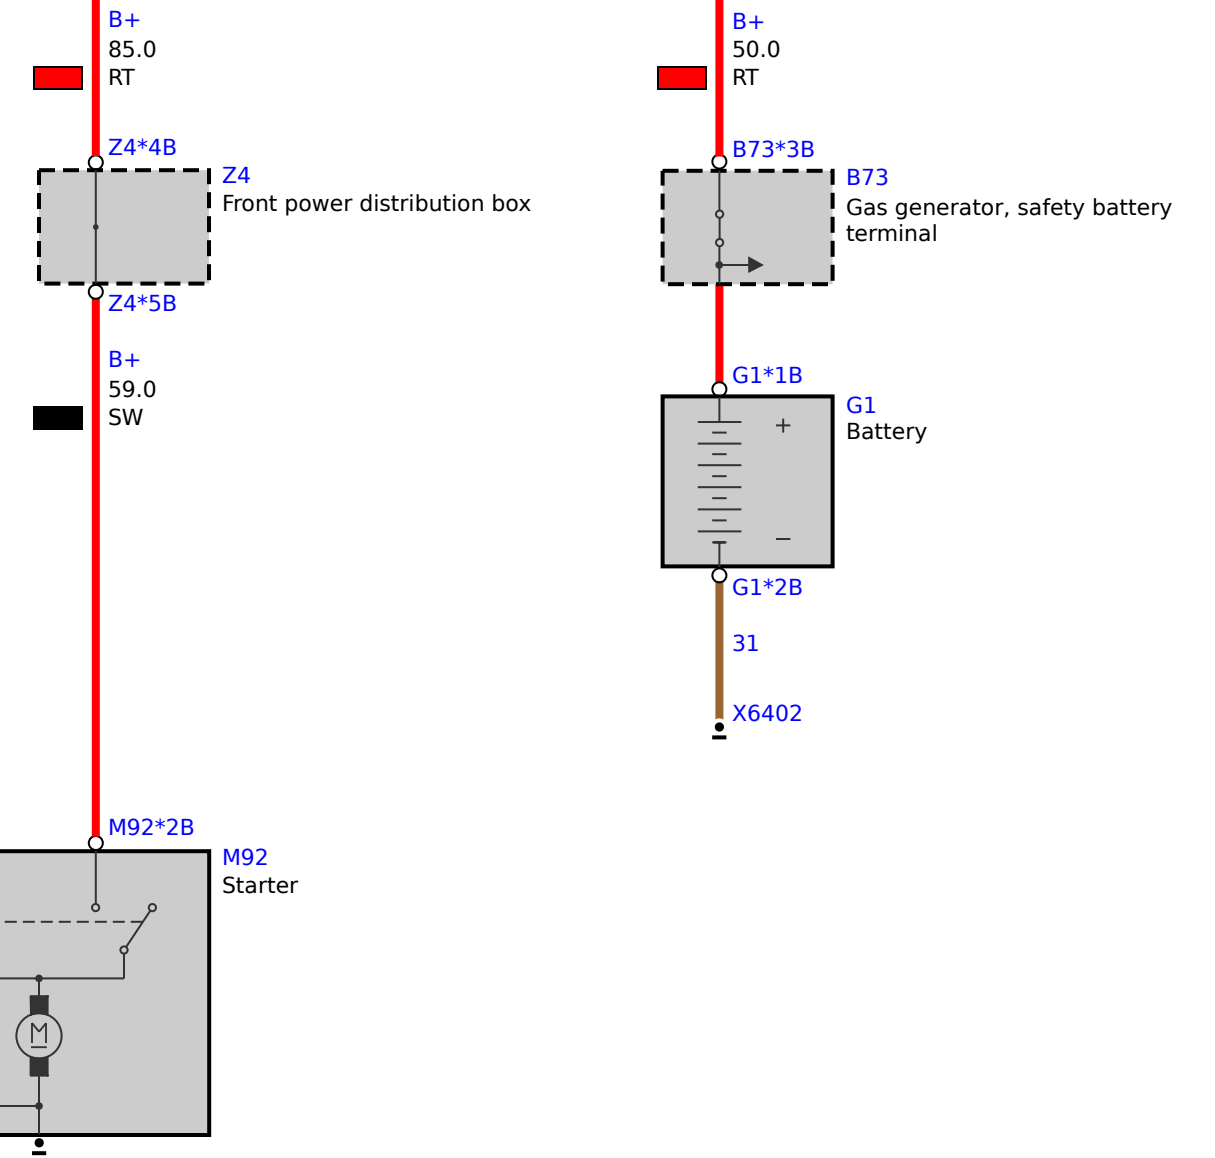 B+
85.0
RT
Z4*4B
Z4
Front power distribution box
Z4*5B
B+
59.0
SW
M92*2B
M92
Starter
M
B+
50.0
RT
B73*3B
B73
Gas generator, safety battery
terminal
G1*1B
G1
Battery
+
−
G1*2B
31
X6402